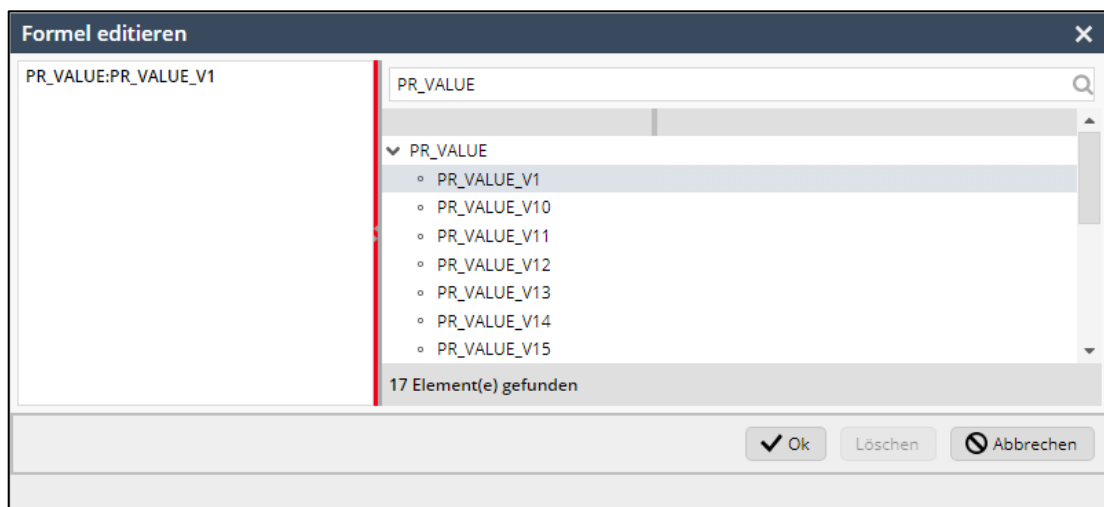 Formel editieren
PR_VALUE:PR_VALUE_V1
PR_VALUE
PR_VALUE
PR_VALUE_V1
PR_VALUE_V10
PR_VALUE_V11
PR_VALUE_V12
PR_VALUE_V13
PR_VALUE_V14
PR_VALUE_V15
17 Element(e) gefunden
Ok Löschen Abbrechen